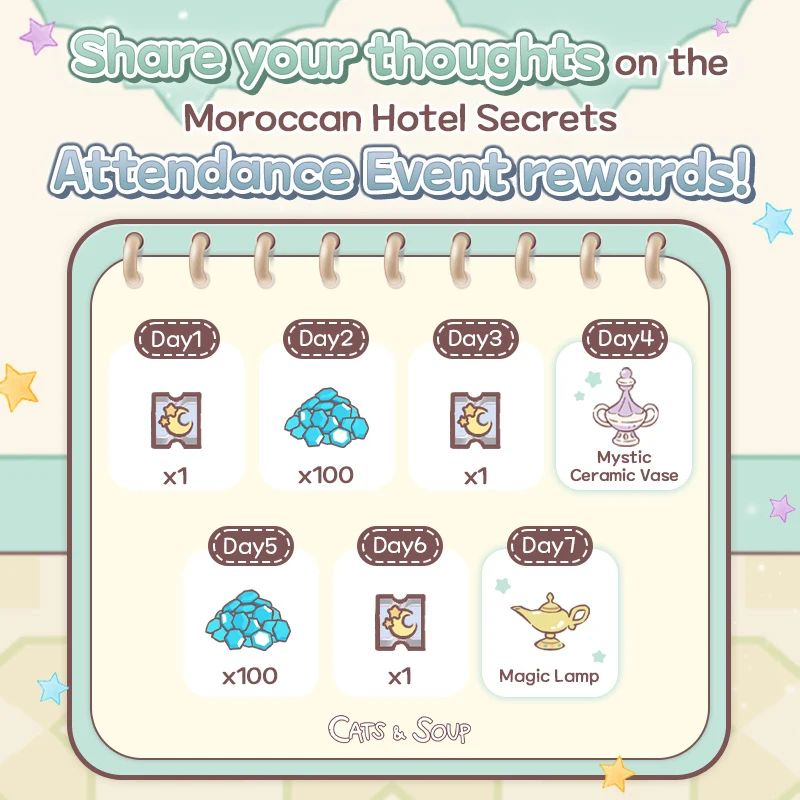 Share your thoughts on the
Moroccan Hotel Secrets
Attendance Event rewards!
Day1
Day2
Day3
Day4
x1
x100
x1
Mystic
Ceramic Vase
Day5
Day6
Day7
x100
x1
Magic Lamp
CATS & SOUP